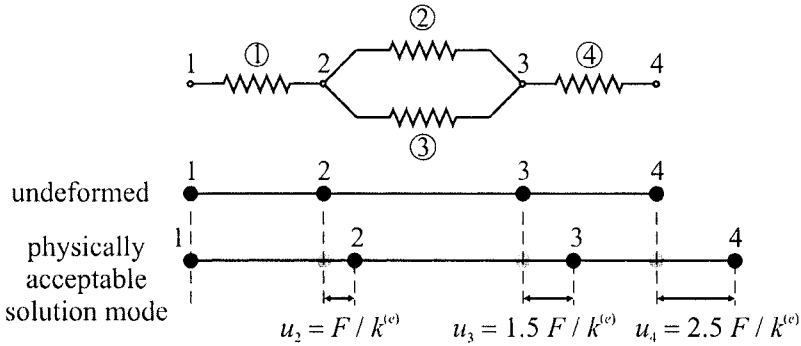 ②
1 ① 2 3 ④ 4
③
1 2 3 4
undeformed
1 2 3 4
physically
acceptable
solution mode
u₂ = F / k⁽ᵉ⁾ u₃ = 1.5 F / k⁽ᵉ⁾ u₄ = 2.5 F / k⁽ᵉ⁾